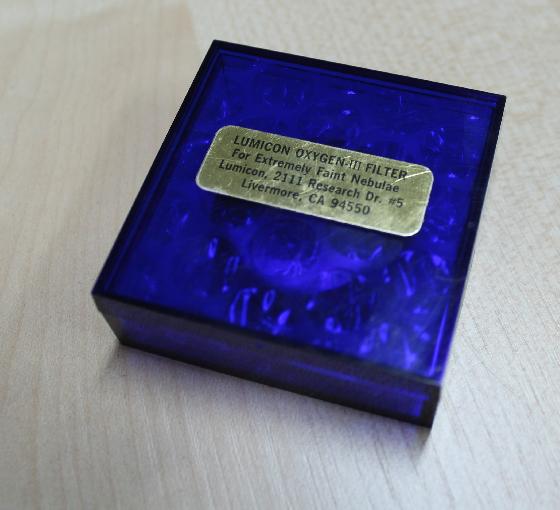 LUMICON OXYGEN-III FILTER
For Extremely Faint Nebulae
Lumicon, 2111 Research Dr. #5
Livermore, CA 94550